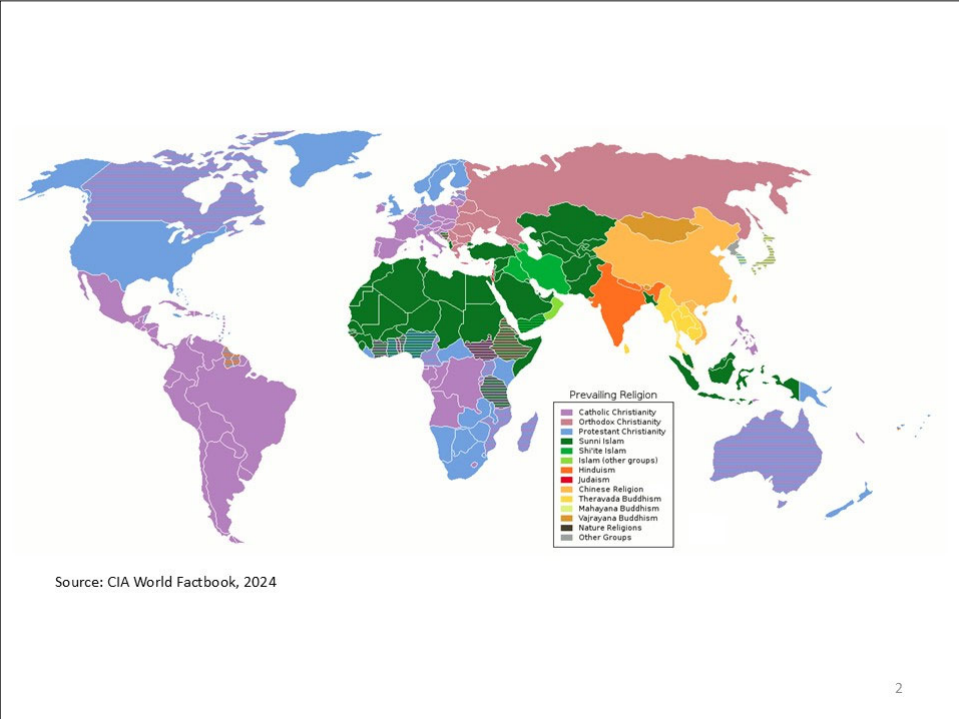 Prevailing Religion
Catholic Christianity
Orthodox Christianity
Protestant Christianity
Sunni Islam
Shi'ite Islam
Islam (other groups)
Hinduism
Judaism
Chinese Religion
Theravada Buddhism
Mahayana Buddhism
Vajrayana Buddhism
Nature Religions
Other Groups
Source: CIA World Factbook, 2024
2